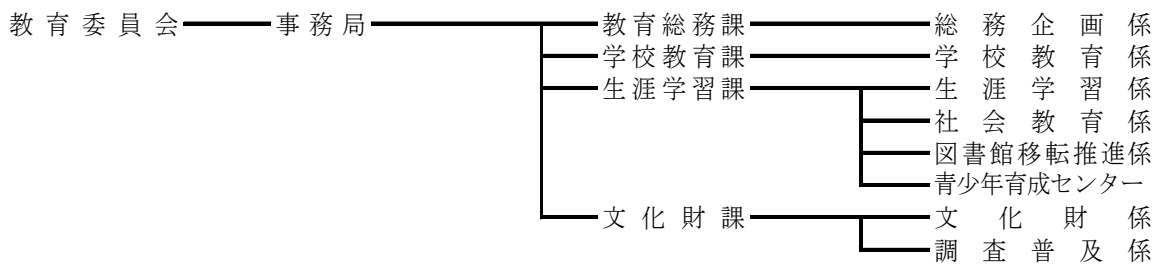 教育委員会 事務局 教育総務課 総務企画係
学校教育課 学校教育係
生涯学習課 生涯学習係
社会教育係
図書館移転推進係
青少年育成センター
文化財課 文化財係
調査普及係